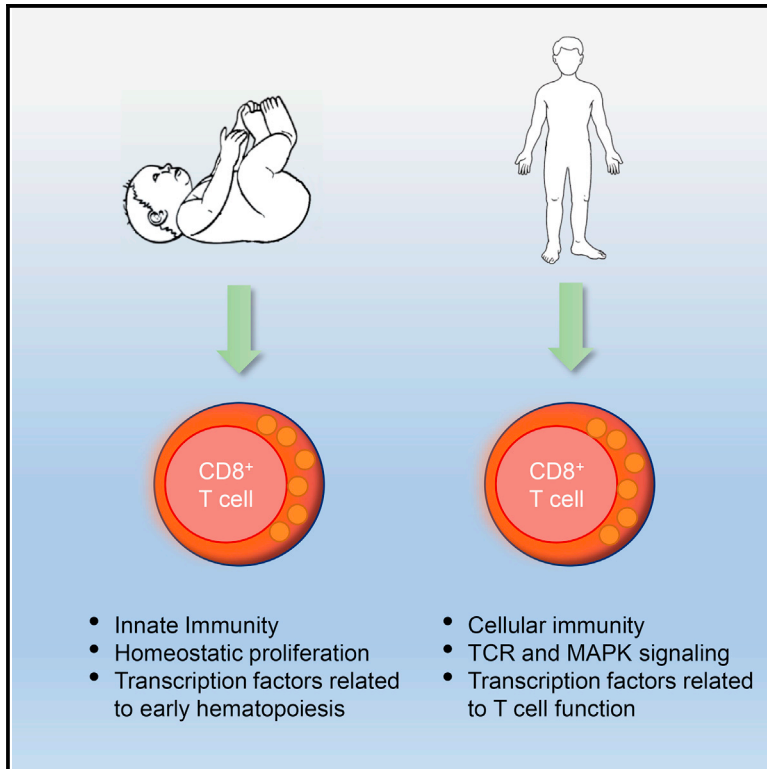 CD8⁺
T cell
CD8⁺
T cell
• Innate Immunity
• Homeostatic proliferation
• Transcription factors related
to early hematopoiesis
• Cellular immunity
• TCR and MAPK signaling
• Transcription factors related
to T cell function